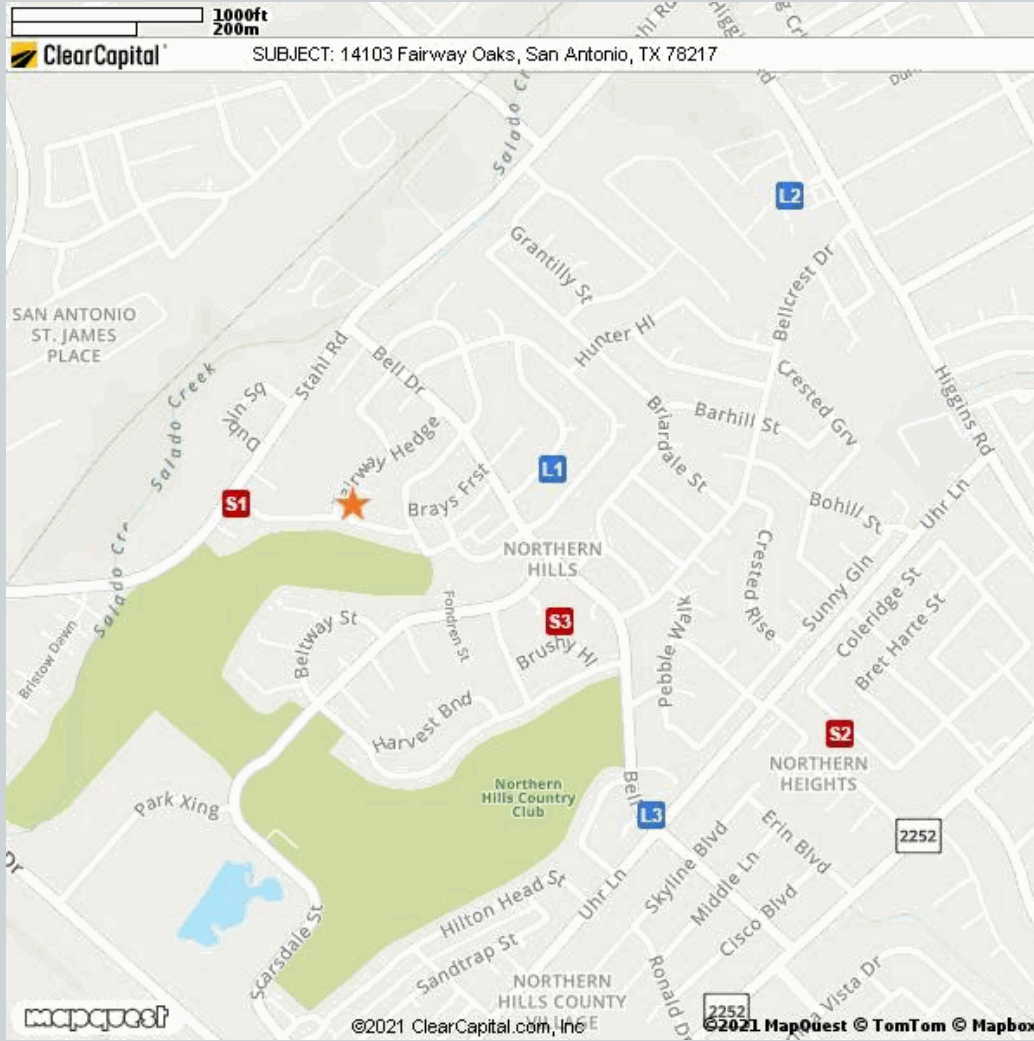 1000ft
200m
ClearCapital
SUBJECT: 14103 Fairway Oaks, San Antonio, TX 78217
Salado Cr
L2
Grantilly St
Bellcrest Dr
SAN ANTONIO
ST. JAMES
PLACE
Hunter Hl
Stahl Rd
Bell Dr
Salado Creek
Crested Grv
Higgins Rd
Barhill St
Briardale St
L1
S1
Brays Frst
Bohill St
Uhr Ln
NORTHERN
HILLS
Crested Rise
Sunny Gln
Coleridge St
Bret Harte St
Fondren St
Beltway St
S3
Brushy Hl
Pebble Walk
Bristow Dawn
Harvest Bnd
S2
NORTHERN
HEIGHTS
Northern
Hills Country
Club
Park Xing
L3
2252
Erin Blvd
Skyline Blvd
Middle Ln
Cisco Blvd
Dr
Hilton Head St
Uhr Ln
Sandtrap St
Scarsdale St
NORTHERN
HILLS COUNTY
VILLAGE
2252
mapquest
©2021 ClearCapital.com, Inc
©2021 MapQuest © TomTom © Mapbox